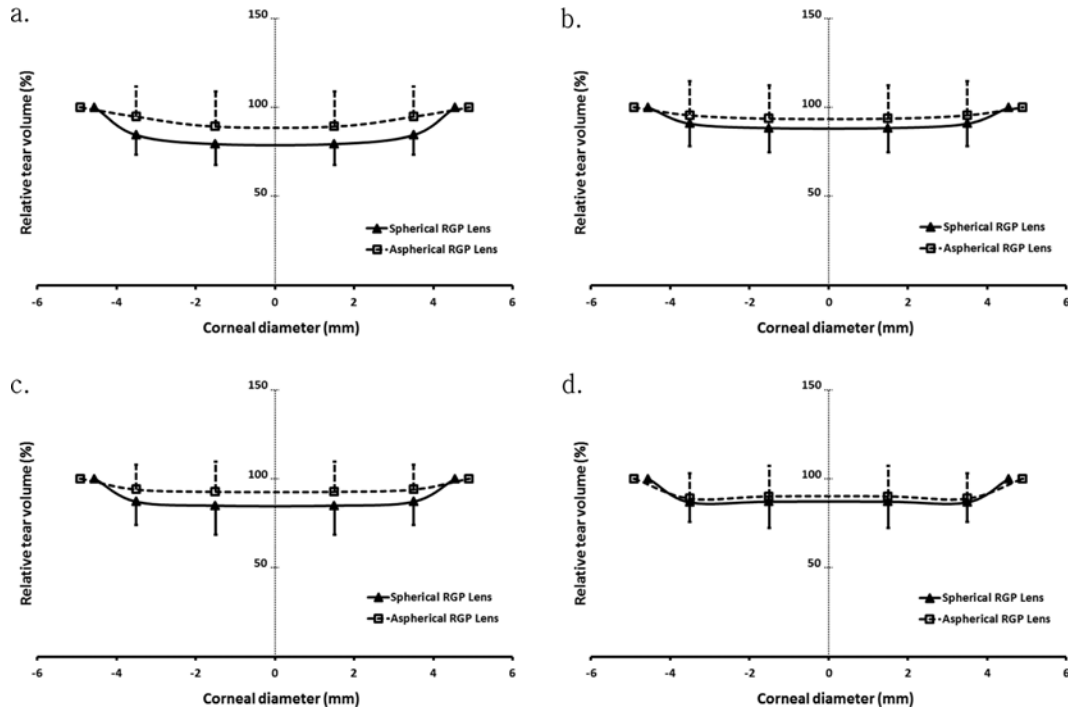 a.
150
100
50
Relative tear volume (%)
Spherical RGP Lens
Aspherical RGP Lens
-6 -4 -2 0 2 4 6
Corneal diameter (mm)
b.
150
100
50
Relative tear volume (%)
Spherical RGP Lens
Aspherical RGP Lens
-6 -4 -2 0 2 4 6
Corneal diameter (mm)
c.
150
100
50
Relative tear volume (%)
Spherical RGP Lens
Aspherical RGP Lens
-6 -4 -2 0 2 4 6
Corneal diameter (mm)
d.
150
100
50
Relative tear volume (%)
Spherical RGP Lens
Aspherical RGP Lens
-6 -4 -2 0 2 4 6
Corneal diameter (mm)